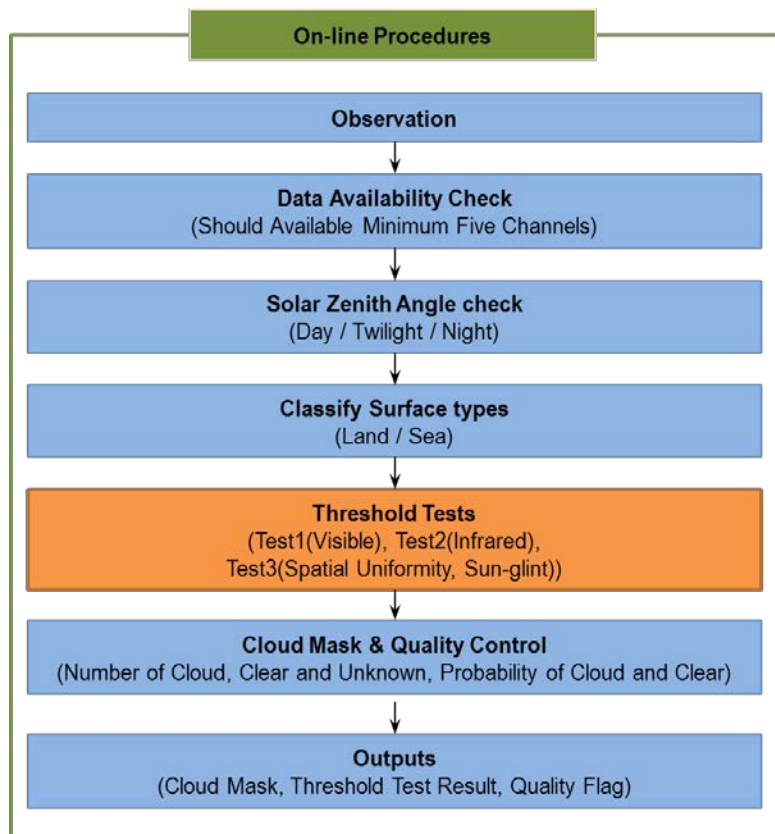 On-line Procedures
Observation
Data Availability Check
(Should Available Minimum Five Channels)
Solar Zenith Angle check
(Day / Twilight / Night)
Classify Surface types
(Land / Sea)
Threshold Tests
(Test1(Visible), Test2(Infrared),
Test3(Spatial Uniformity, Sun-glint))
Cloud Mask & Quality Control
(Number of Cloud, Clear and Unknown, Probability of Cloud and Clear)
Outputs
(Cloud Mask, Threshold Test Result, Quality Flag)